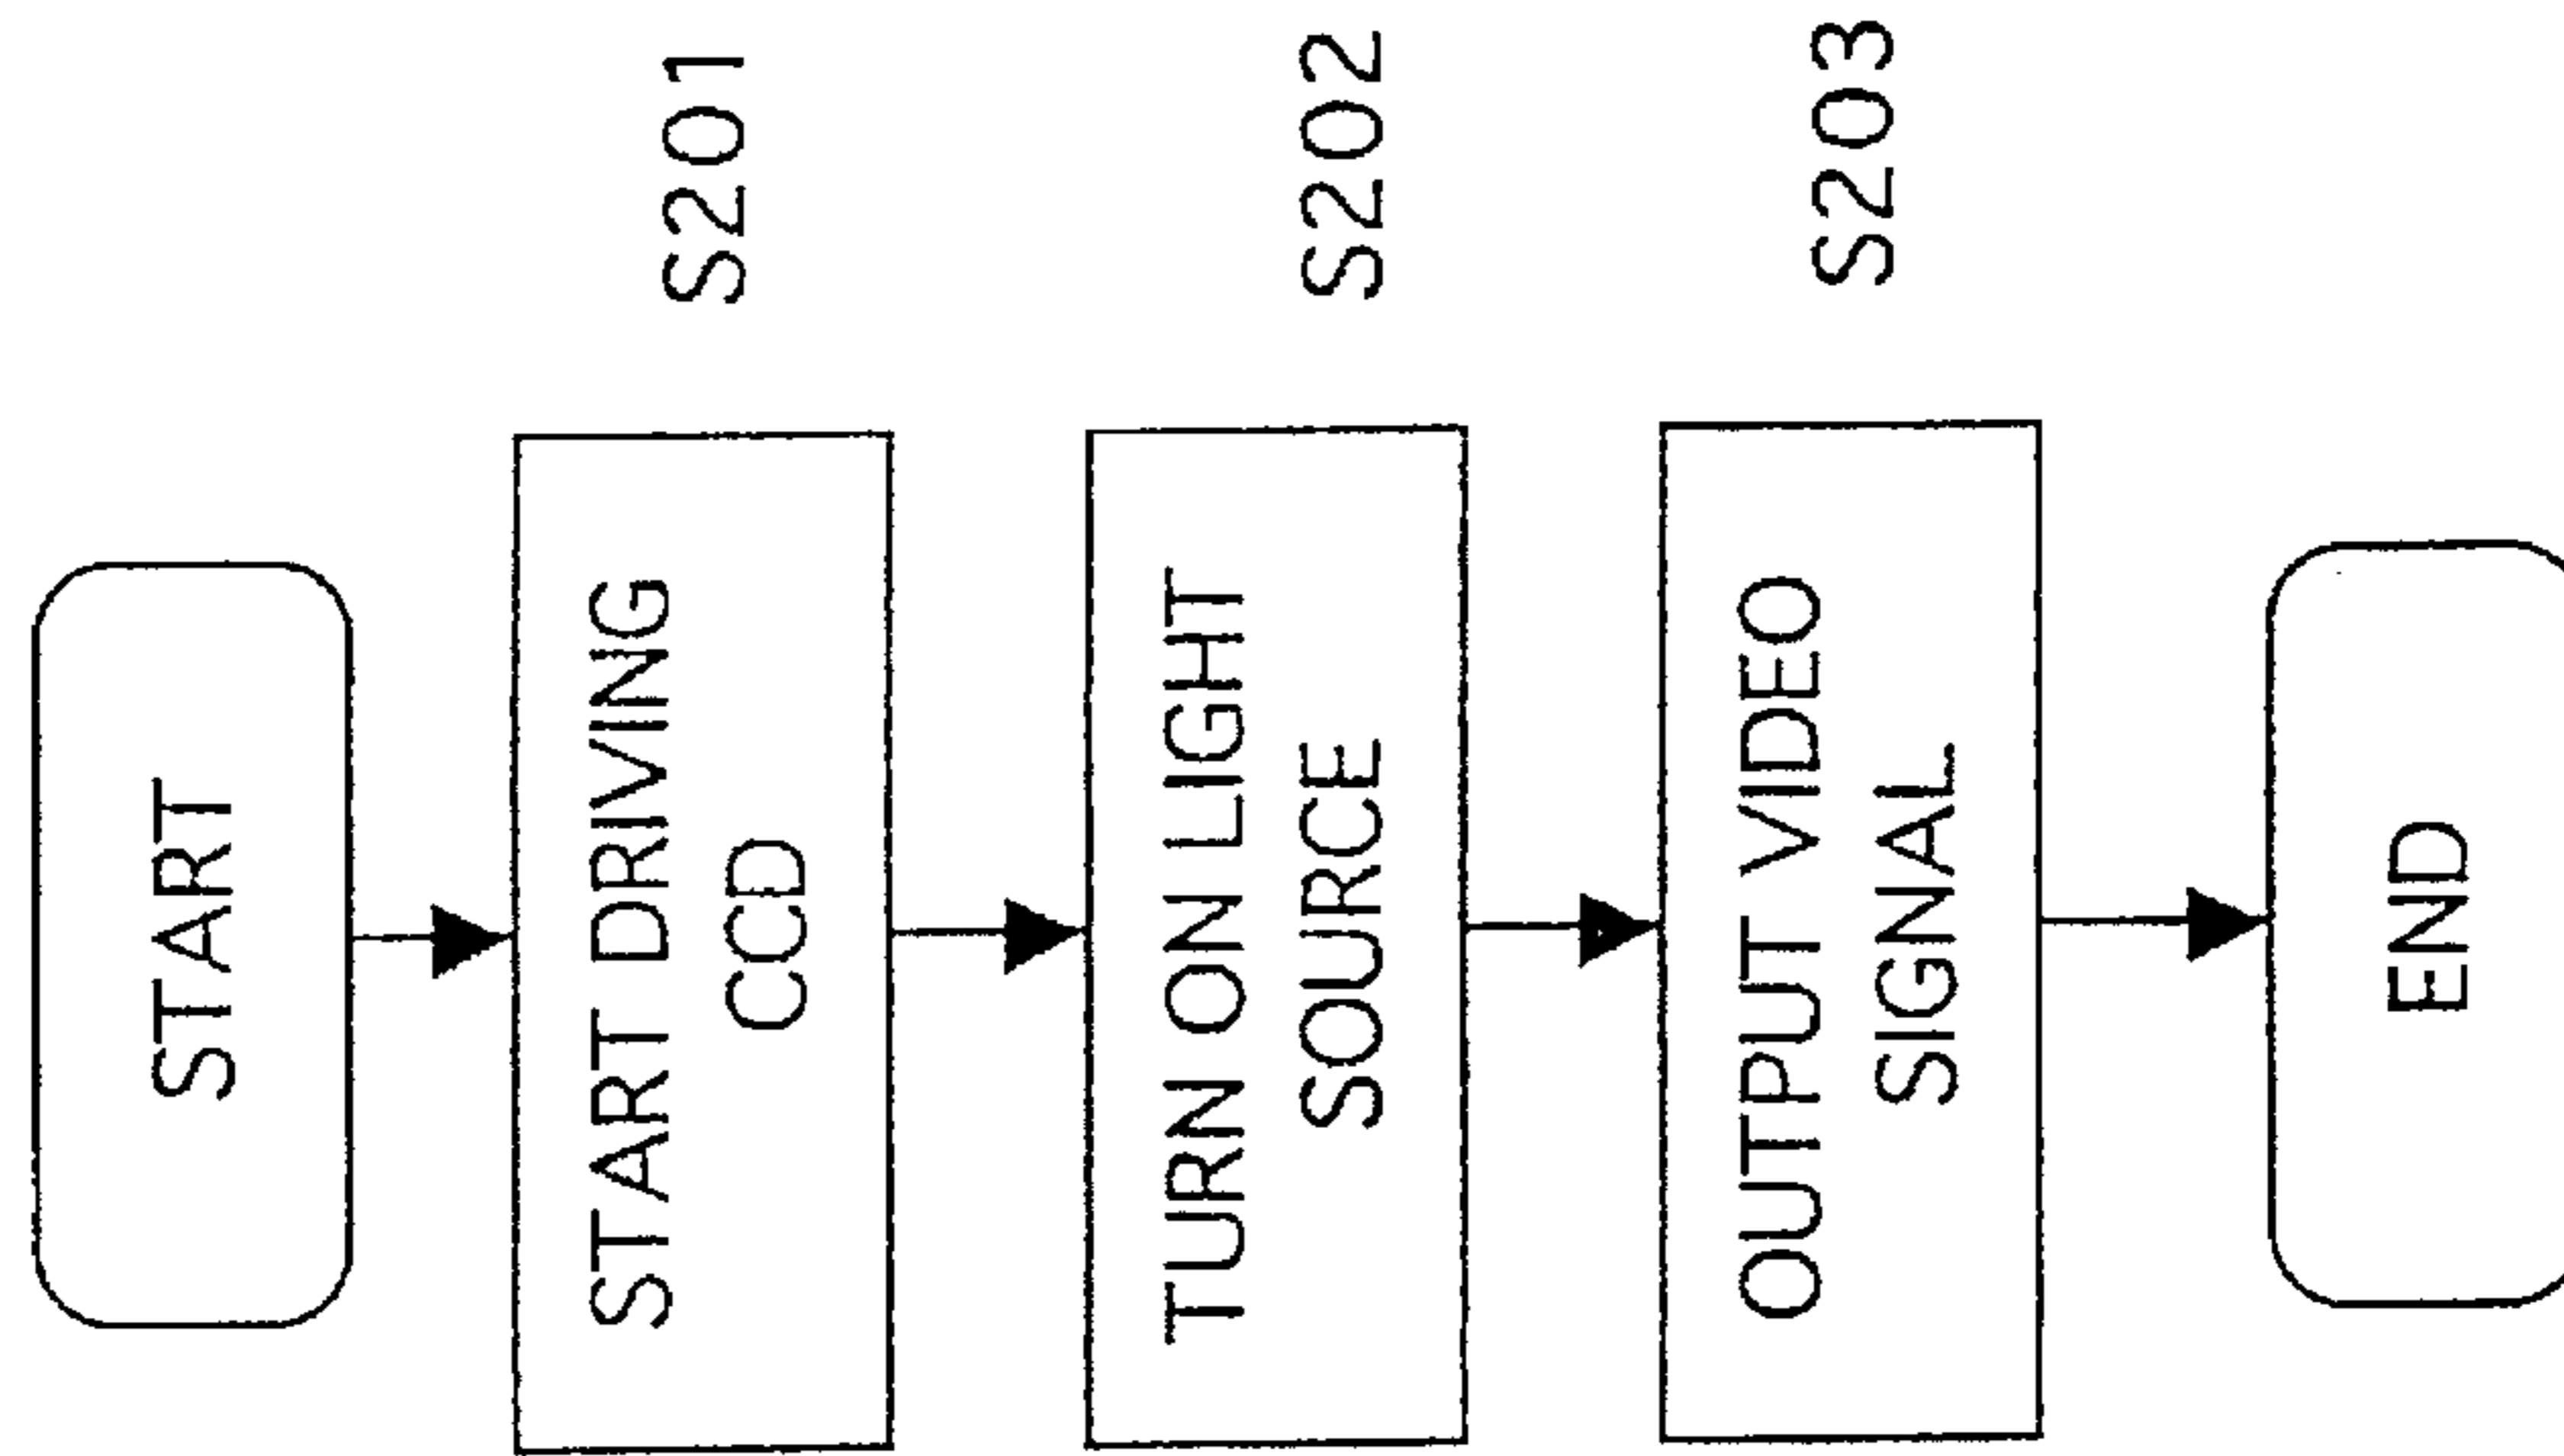 START
START DRIVING
CCD
S201
TURN ON LIGHT
SOURCE
S202
OUTPUT VIDEO
SIGNAL
S203
END